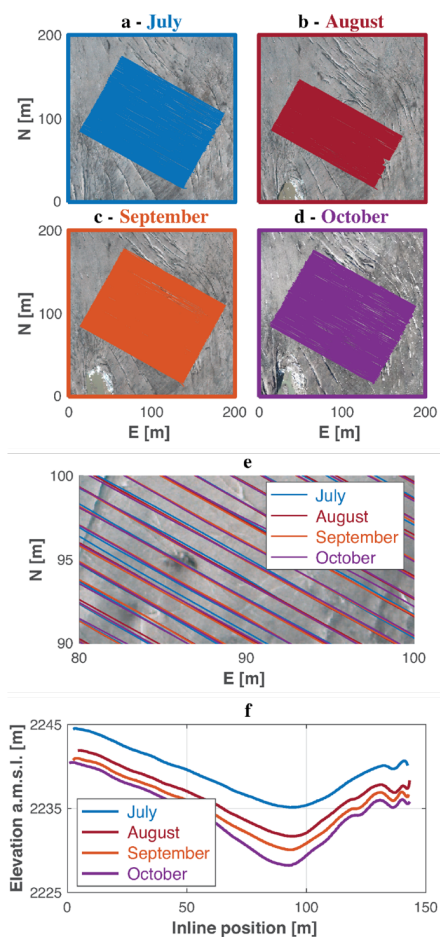 a - July
b - August
200
N [m]
100
0
c - September
d - October
200
N [m]
100
0
0 100 200
0 100 200
E [m]
E [m]
e
100
N [m]
95
90
July
August
September
October
80 90 100
E [m]
f
2245
Elevation a.m.s.l. [m]
2235
2225
July
August
September
October
0 50 100 150
Inline position [m]